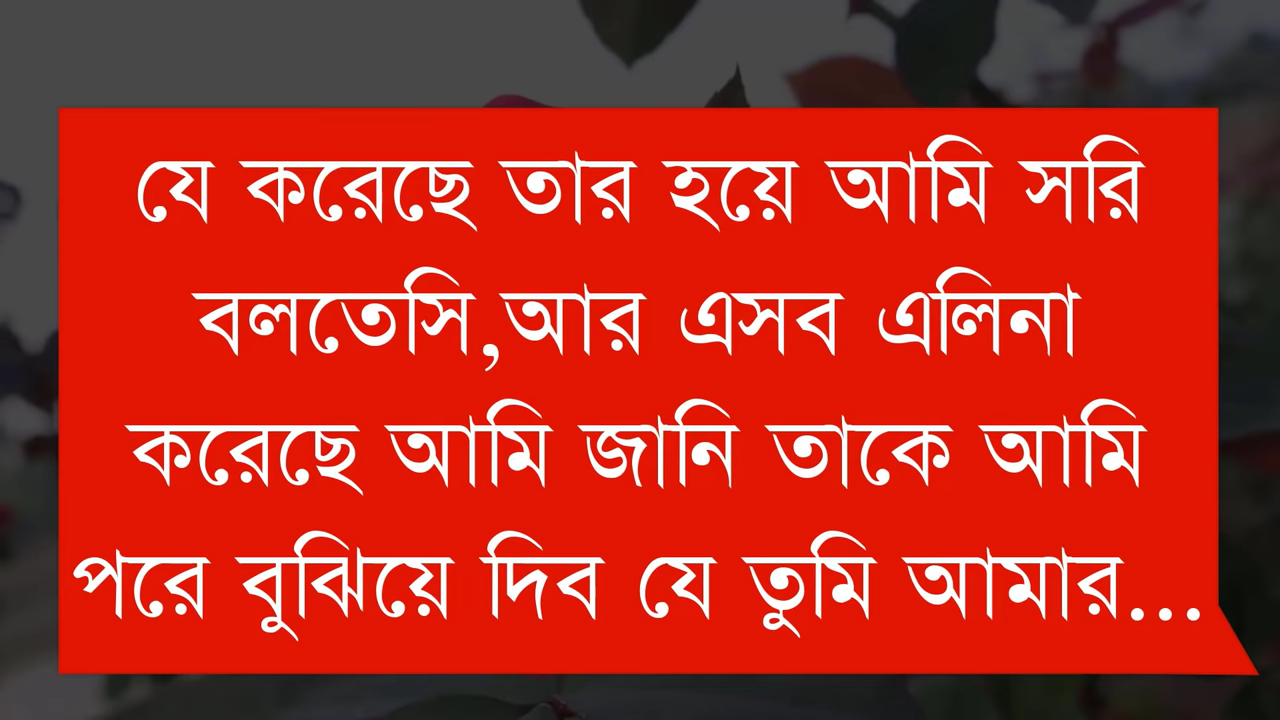 যে করেছে তার হয়ে আমি সরি
বলতেসি,আর এসব এলিনা
করেছে আমি জানি তাকে আমি
পরে বুঝিয়ে দিব যে তুমি আমার...